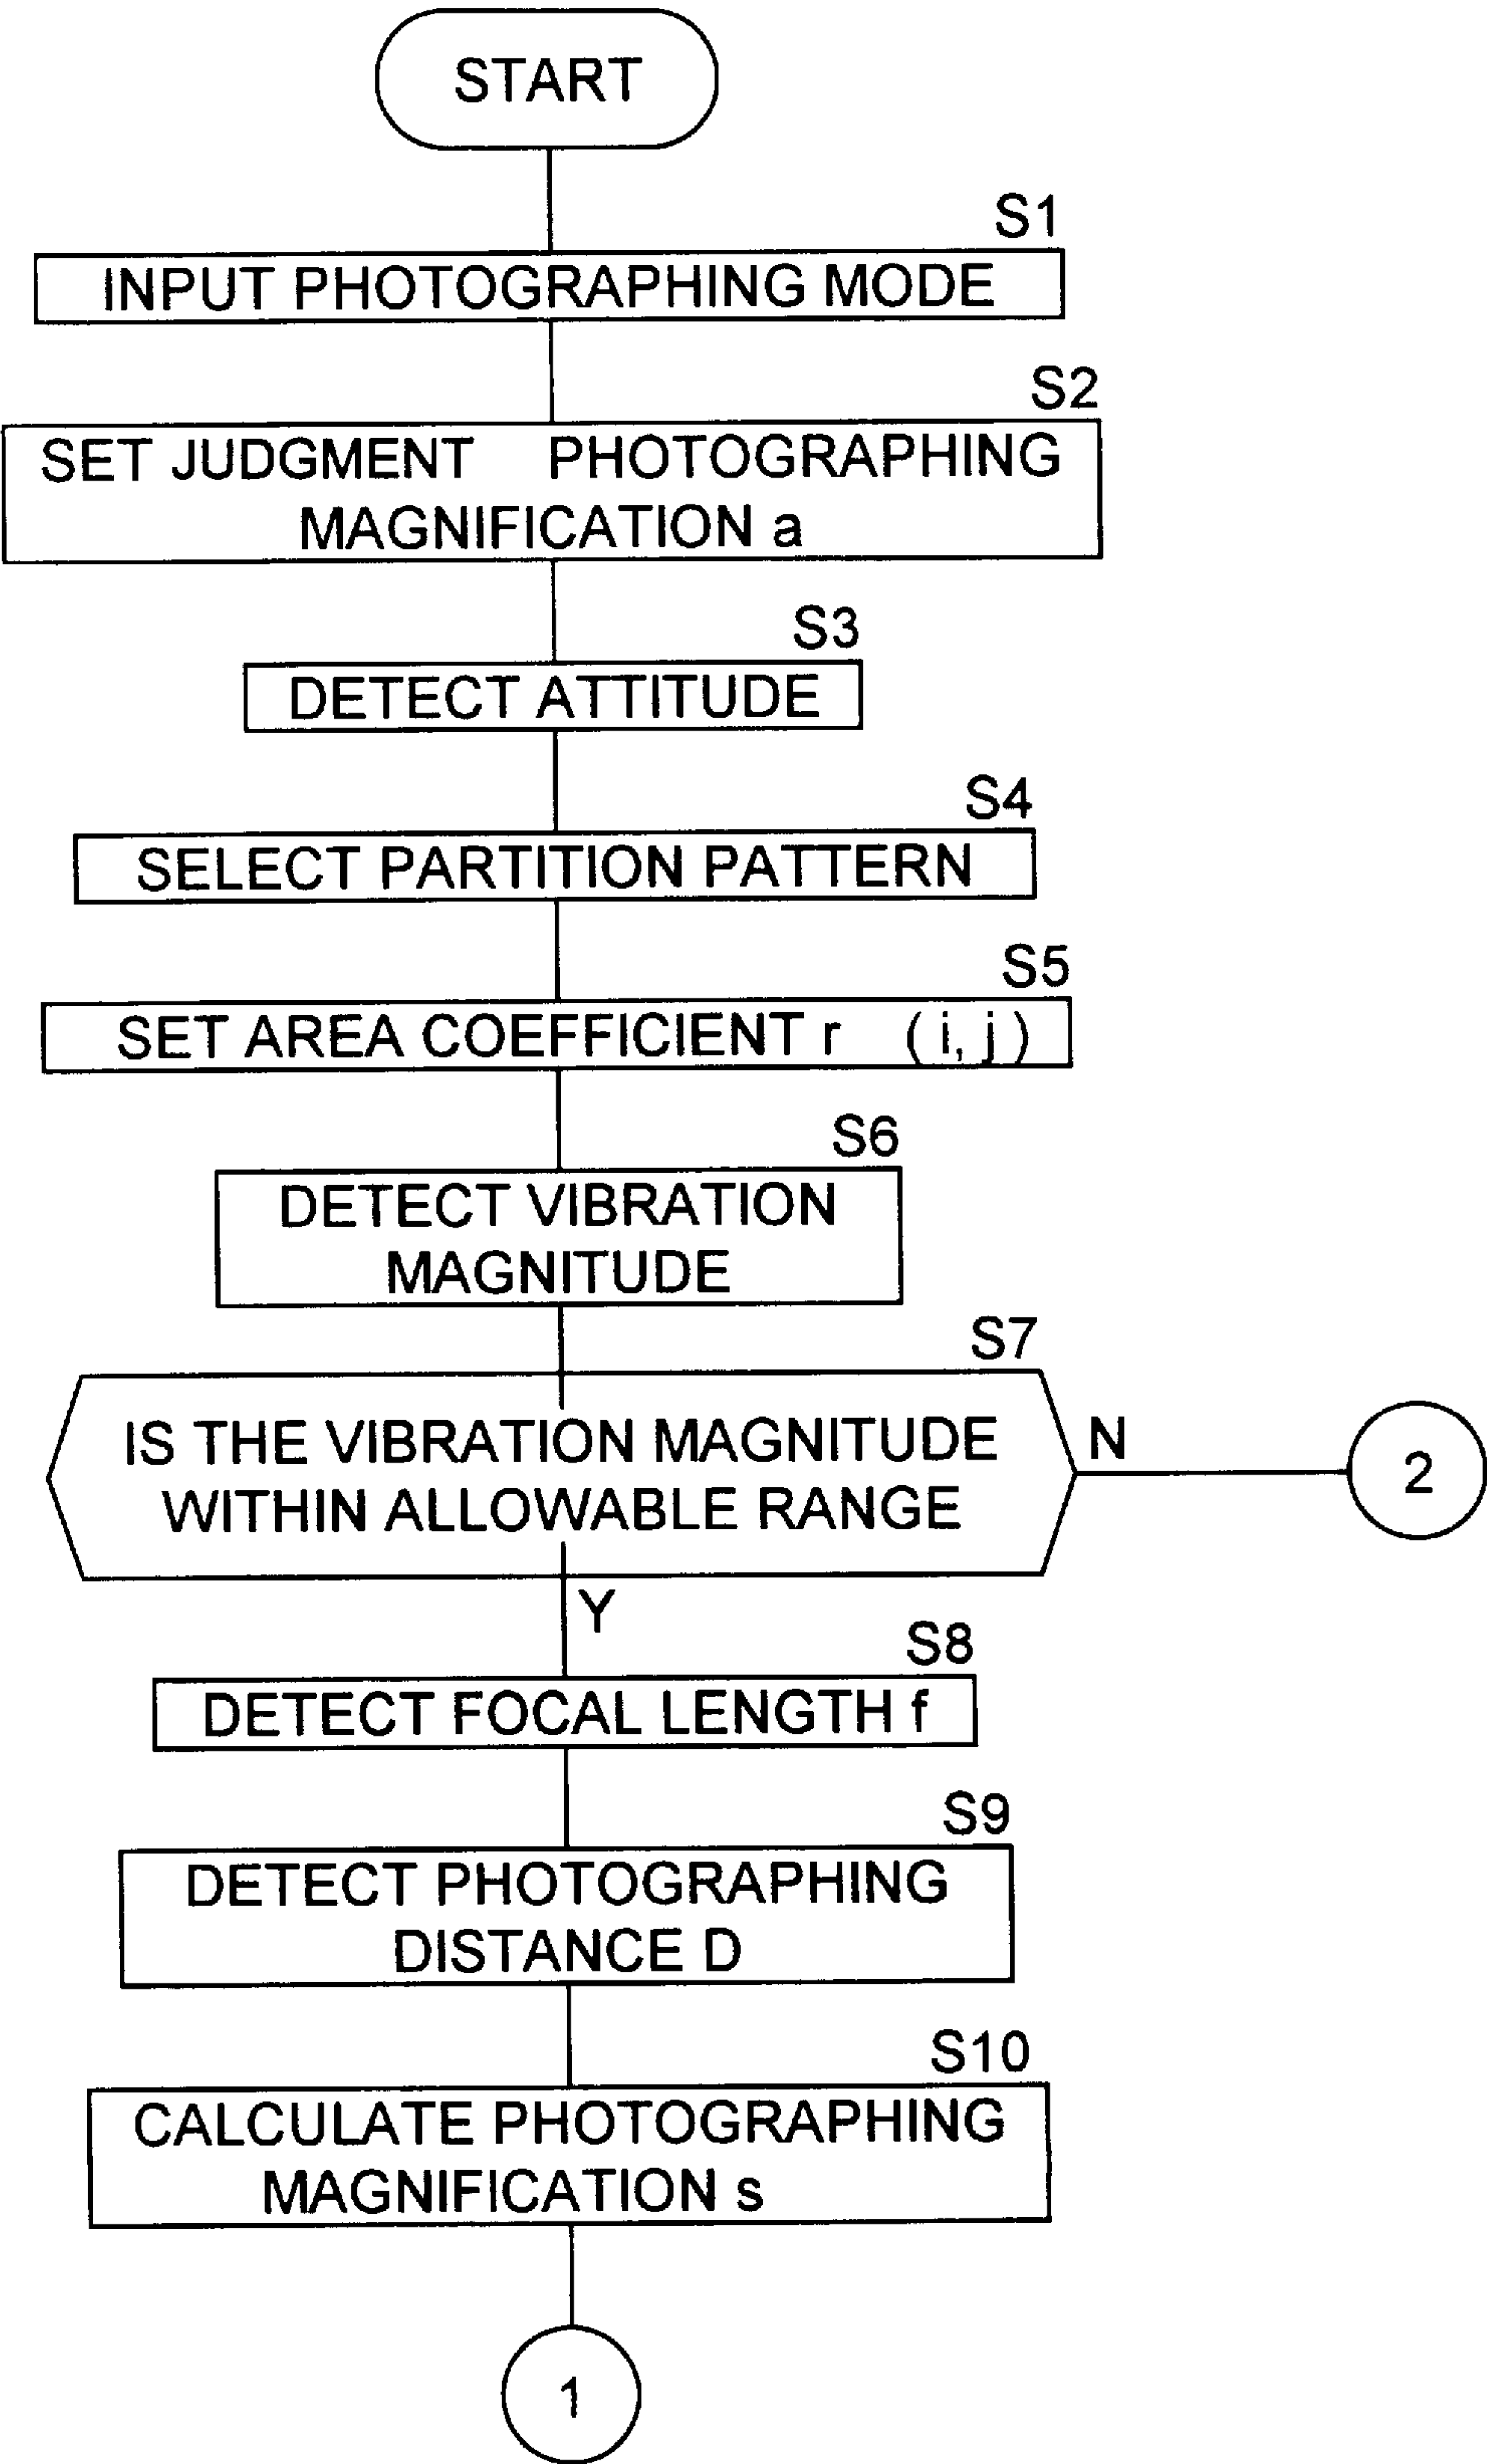 START
S1
INPUT PHOTOGRAPHING MODE
S2
SET JUDGMENT PHOTOGRAPHING
MAGNIFICATION a
S3
DETECT ATTITUDE
S4
SELECT PARTITION PATTERN
S5
SET AREA COEFFICIENT r ( i, j )
S6
DETECT VIBRATION
MAGNITUDE
S7
IS THE VIBRATION MAGNITUDE
WITHIN ALLOWABLE RANGE
N
2
Y
S8
DETECT FOCAL LENGTH f
S9
DETECT PHOTOGRAPHING
DISTANCE D
S10
CALCULATE PHOTOGRAPHING
MAGNIFICATION s
1